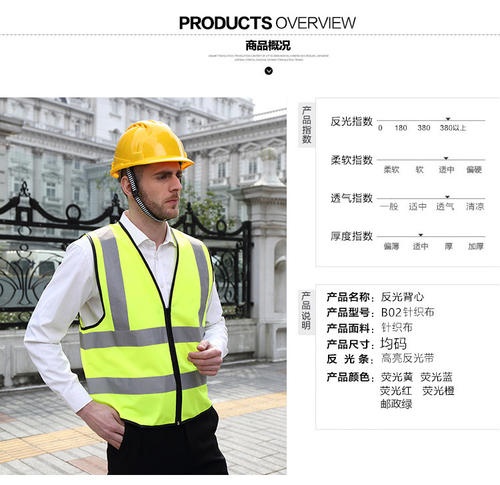 PRODUCTS OVERVIEW
商品概况
产品指数
反光指数
0 180 380 380以上
柔软指数
柔软 软 适中 偏硬
透气指数
一般 适中 透气 清凉
厚度指数
偏薄 适中 厚 加厚
产品说明
产品名称：反光背心
产品型号：B02针织布
产品面料：针织布
产品尺寸：均码
反 光 条：高亮反光带
产品颜色：荧光黄 荧光蓝
荧光红 荧光橙
邮政绿